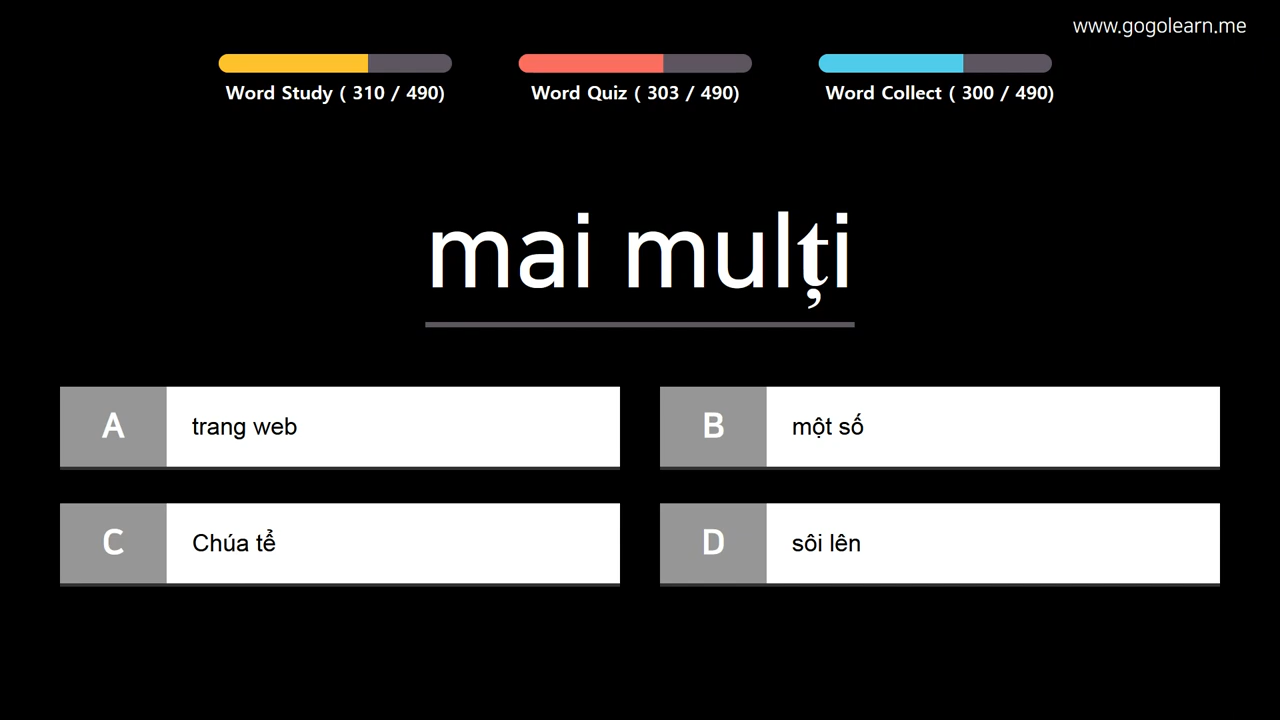 www.gogolearn.me
Word Study ( 310 / 490)
Word Quiz ( 303 / 490)
Word Collect ( 300 / 490)
mai mulți
A trang web
B một số
C Chúa tể
D sôi lên